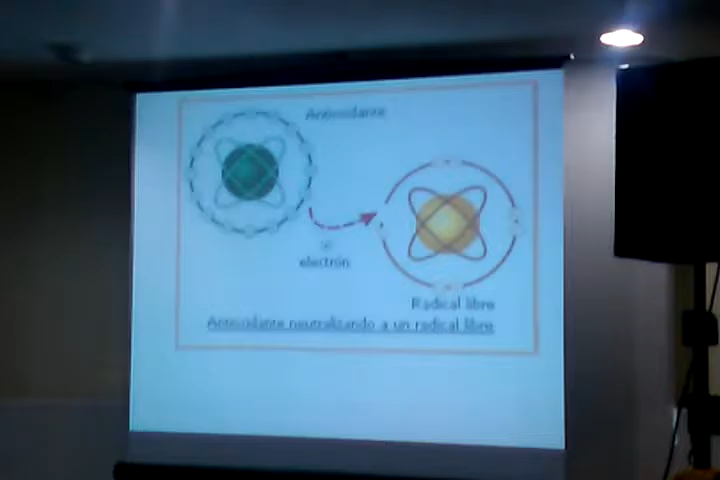 Antioxidante
electrón
Radical libre
Antioxidante neutralizando a un radical libre